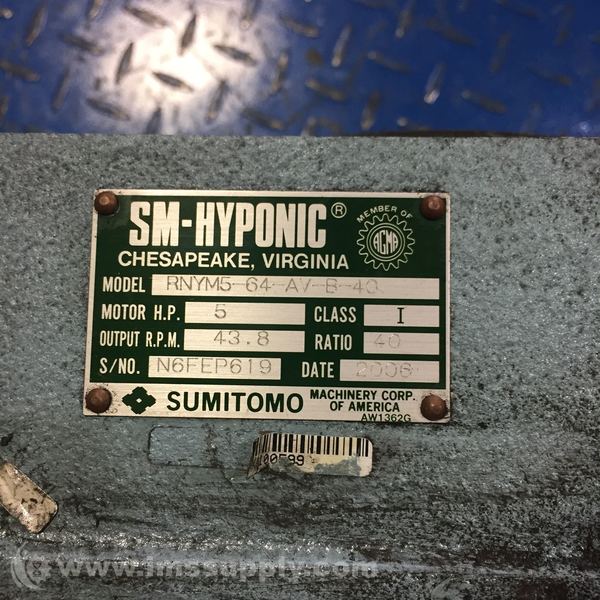 SM-HYPONIC®
MEMBER OF
AGMA
CHESAPEAKE, VIRGINIA
MODEL RNYM5-64-AV-B-40
MOTOR H.P. 5 CLASS I
OUTPUT R.P.M. 43.8 RATIO 40
S/NO. N6FEP619 DATE 2006
SUMITOMO MACHINERY CORP.
OF AMERICA
AW1362G
© www.imssupply.com